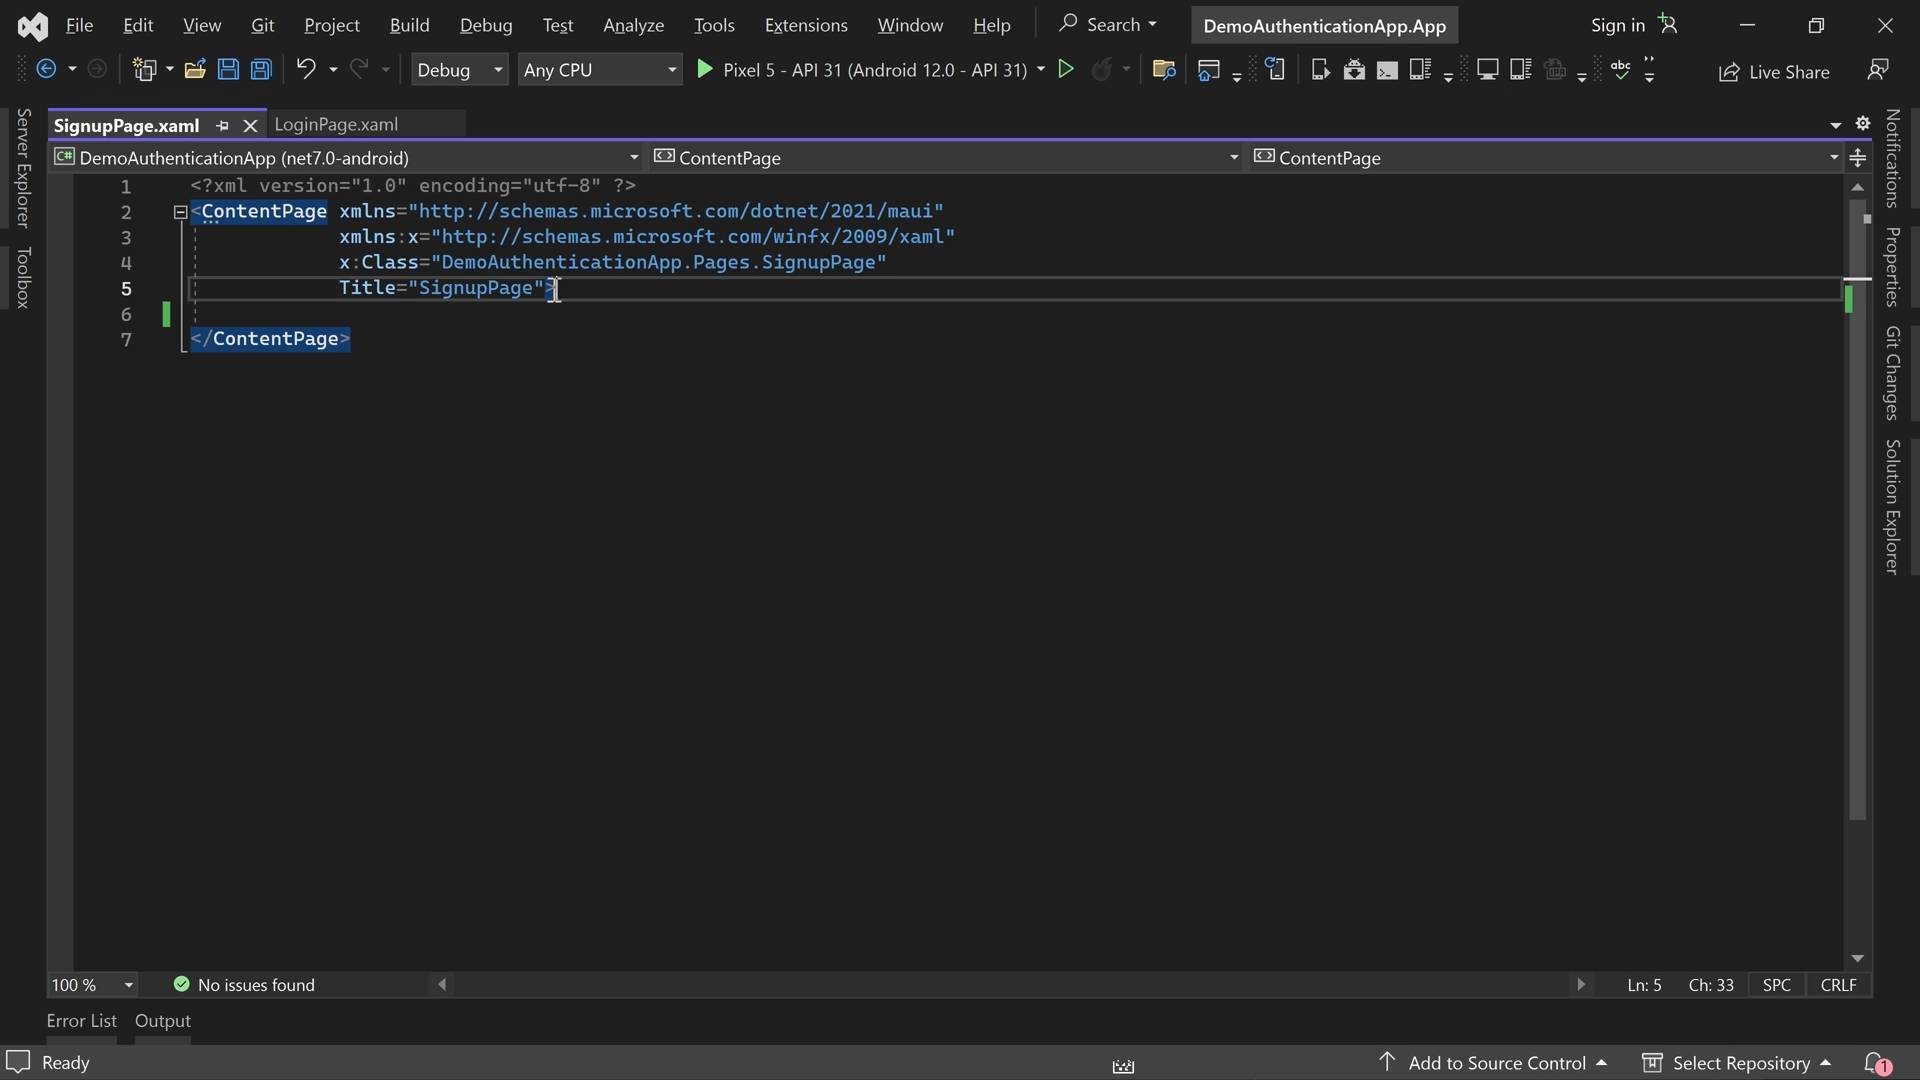 File Edit View Git Project Build Debug Test Analyze Tools Extensions Window Help Search DemoAuthenticationApp.App Sign in
Debug Any CPU Pixel 5 - API 31 (Android 12.0 - API 31) abc Live Share
SignupPage.xaml LoginPage.xaml
C# DemoAuthenticationApp (net7.0-android) ContentPage ContentPage
1 <?xml version="1.0" encoding="utf-8" ?>
2 <ContentPage xmlns="http://schemas.microsoft.com/dotnet/2021/maui"
3 xmlns:x="http://schemas.microsoft.com/winfx/2009/xaml"
4 x:Class="DemoAuthenticationApp.Pages.SignupPage"
5 Title="SignupPage">
6
7 </ContentPage>
Server Explorer
Toolbox
Notifications
Properties
Git Changes
Solution Explorer
100 % No issues found Ln: 5 Ch: 33 SPC CRLF
Error List Output
Ready Add to Source Control Select Repository 1